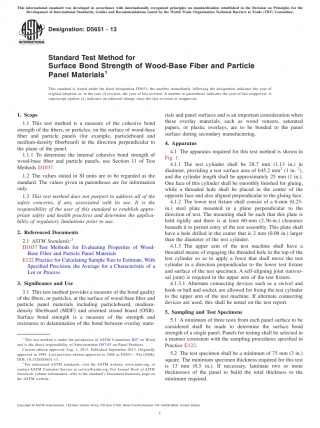 This international standard was developed in accordance with internationally recognized principles on standardization established in the Decision on Principles for the
Development of International Standards, Guides and Recommendations issued by the World Trade Organization Technical Barriers to Trade (TBT) Committee.
Designation: D5651 − 13
INTERNATIONAL
Standard Test Method for
Surface Bond Strength of Wood-Base Fiber and Particle
Panel Materials1
This standard is issued under the fixed designation D5651; the number immediately following the designation indicates the year of
original adoption or, in the case of revision, the year of last revision. A number in parentheses indicates the year of last reapproval. A
superscript epsilon (´) indicates an editorial change since the last revision or reapproval.
1. Scope
1.1 This test method is a measure of the cohesive bond
strength of the fibers, or particles, on the surface of wood-base
fiber and particle panels (for example, particleboard and
medium-density fiberboard) in the direction perpendicular to
the plane of the panel.
1.1.1 To determine the internal cohesive bond strength of
wood-base fiber and particle panels, use Section 11 of Test
Methods D1037.
1.2 The values stated in SI units are to be regarded as the
standard. The values given in parentheses are for information
only.
1.3 This test method does not purport to address all of the
safety concerns, if any, associated with its use. It is the
responsibility of the user of this standard to establish appro-
priate safety and health practices and determine the applica-
bility of regulatory limitations prior to use.
2. Referenced Documents
2.1 ASTM Standards:2
D1037 Test Methods for Evaluating Properties of Wood-
Base Fiber and Particle Panel Materials
E122 Practice for Calculating Sample Size to Estimate, With
Specified Precision, the Average for a Characteristic of a
Lot or Process
3. Significance and Use
3.1 This test method provides a measure of the bond quality
of the fibers, or particles, at the surface of wood-base fiber and
particle panel materials including particleboard, medium-
density fiberboard (MDF) and oriented strand board (OSB).
Surface bond strength is a measure of the strength and
resistance to delamination of the bond between overlay mate-
1 This test method is under the jurisdiction of ASTM Committee D07 on Wood
and is the direct responsibility of Subcommittee D07.03 on Panel Products.
Current edition approved Aug. 1, 2013. Published September 2013. Originally
approved in 1995. Last previous edition approved in 2008 as D5651 – 95a (2008).
DOI: 10.1520/D5651-13.
2 For referenced ASTM standards, visit the ASTM website, www.astm.org, or
contact ASTM Customer Service at service@astm.org. For Annual Book of ASTM
Standards volume information, refer to the standard's Document Summary page on
the ASTM website.
rials and panel surfaces and is an important consideration when
these overlay materials, such as wood veneers, saturated
papers, or plastic overlays, are to be bonded to the panel
surface during secondary manufacturing.
4. Apparatus
4.1 The apparatus required for this test method is shown in
Fig. 1.
4.1.1 The test cylinder shall be 28.7 mm (1.13 in.) in
diameter, providing a test surface area of 645.2 mm2 (1 in.2),
and the cylinder length shall be approximately 25 mm (1 in.).
One face of this cylinder shall be smoothly finished for gluing,
while a threaded hole shall be placed in the center of the
opposite face and aligned perpendicular to the gluing face.
4.1.2 The lower test fixture shall consist of a 6-mm (0.25-
in.) steel plate mounted in a plane perpendicular to the
direction of test. The mounting shall be such that this plate is
held rigidly and there is at least 60-mm (2.36-in.) clearance
beneath it to permit entry of the test assembly. This plate shall
have a hole drilled in the center that is 2 mm (0.08 in.) larger
than the diameter of the test cylinder.
4.1.3 The upper arm of the test machine shall have a
threaded means of engaging the threaded hole in the top of the
test cylinder so as to apply a force that shall move the test
cylinder in a direction perpendicular to the lower test fixture
and surface of the test specimen. A self-aligning joint (univer-
sal joint) is required in the upper arm of the test fixture.
4.1.3.1 Alternative connecting devices such as a swivel and
hook, or ball and socket, are allowed for fixing the test cylinder
to the upper arm of the test machine. If alternate connecting
devices are used, this shall be noted on the test report.
5. Sampling and Test Specimens
5.1 A minimum of three tests from each panel surface to be
considered shall be made to determine the surface bond
strength of a single panel. Panels for testing shall be selected in
a manner consistent with the sampling procedures specified in
Practice E122.
5.2 The test specimen shall be a minimum of 75 mm (3 in.)
square. The minimum specimen thickness required for this test
is 13 mm (0.5 in.). If necessary, laminate two or more
thicknesses of the panel to build the total thickness to the
minimum required.
Copyright © ASTM International, 100 Barr Harbor Drive, PO Box C700, West Conshohocken, PA 19428-2959. United States
1